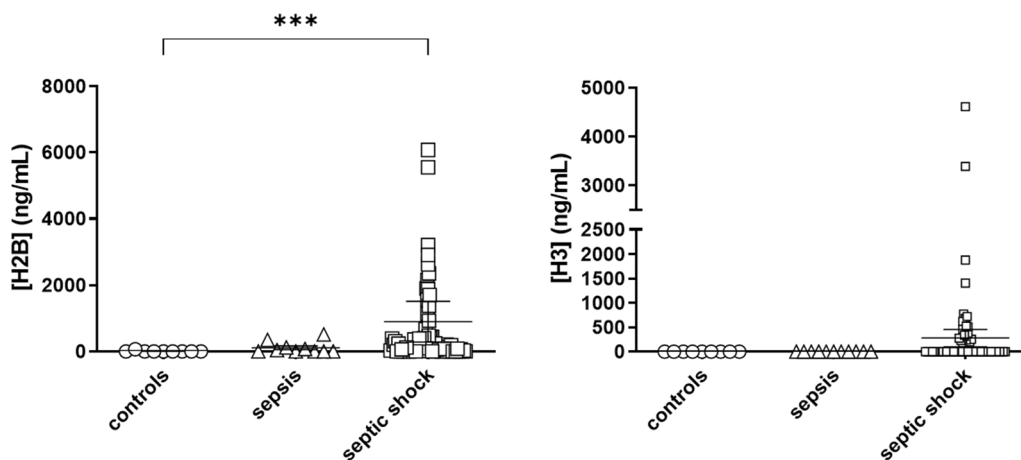 ***
[H2B] (ng/mL)
8000
6000
4000
2000
0
controls
sepsis
septic shock
[H3] (ng/mL)
5000
4000
3000
2500
2000
1500
1000
500
0
controls
sepsis
septic shock